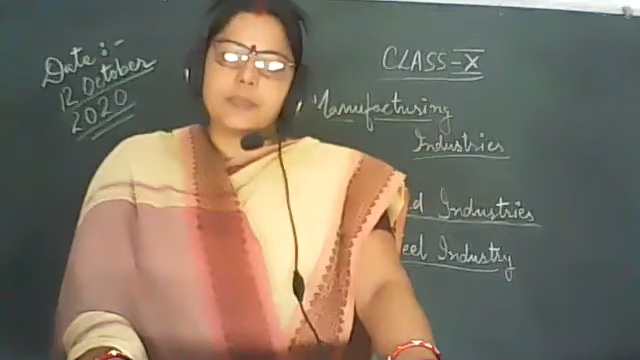 Date :-
12 October
2020
CLASS-X
Manufacturing
Industries
Industries
Industry